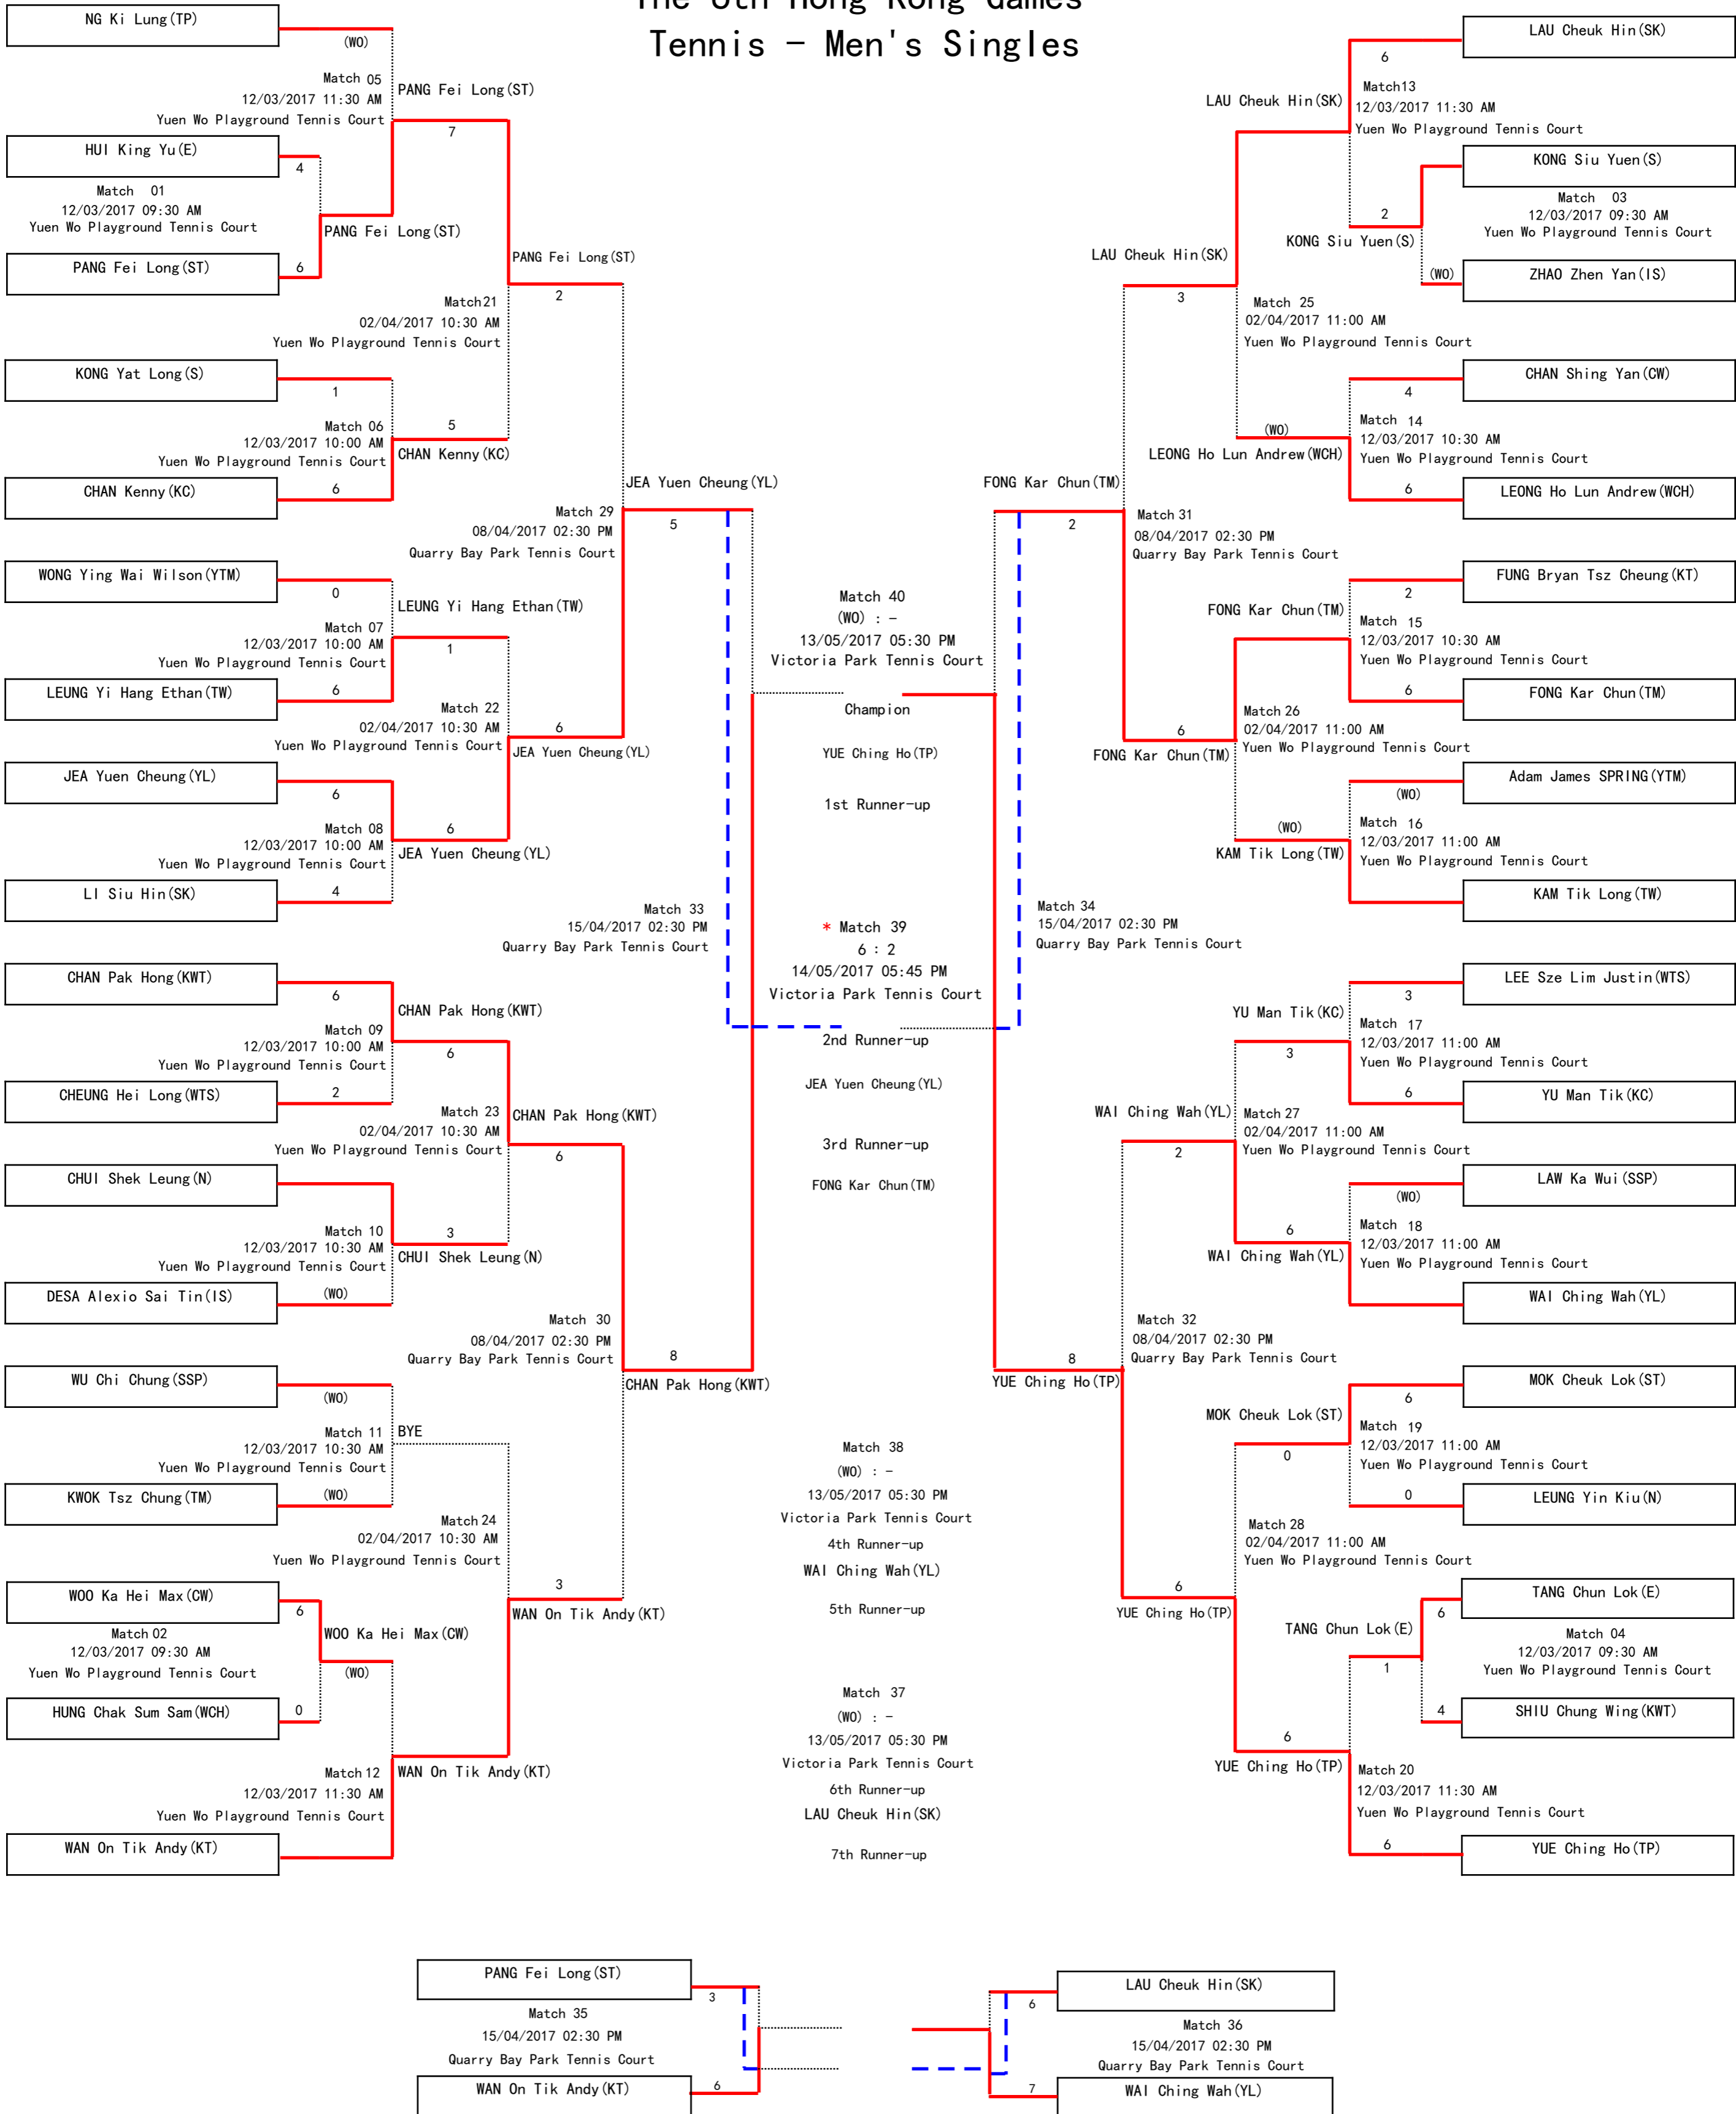 The 6th Hong Kong Games
Tennis - Men's Singles
NG Ki Lung(TP)
(WO)
Match 05
12/03/2017 11:30 AM
Yuen Wo Playground Tennis Court
PANG Fei Long(ST)
7
HUI King Yu(E)
4
Match 01
12/03/2017 09:30 AM
Yuen Wo Playground Tennis Court
PANG Fei Long(ST)
PANG Fei Long(ST)
6
PANG Fei Long(ST)
2
Match21
02/04/2017 10:30 AM
Yuen Wo Playground Tennis Court
KONG Yat Long(S)
1
Match 06
12/03/2017 10:00 AM
Yuen Wo Playground Tennis Court
5
CHAN Kenny(KC)
CHAN Kenny(KC)
6
JEA Yuen Cheung(YL)
5
Match 29
08/04/2017 02:30 PM
Quarry Bay Park Tennis Court
WONG Ying Wai Wilson(YTM)
0
LEUNG Yi Hang Ethan(TW)
Match 07
12/03/2017 10:00 AM
Yuen Wo Playground Tennis Court
1
LEUNG Yi Hang Ethan(TW)
6
Match 22
02/04/2017 10:30 AM
Yuen Wo Playground Tennis Court
6
JEA Yuen Cheung(YL)
JEA Yuen Cheung(YL)
6
Match 08
12/03/2017 10:00 AM
Yuen Wo Playground Tennis Court
6
JEA Yuen Cheung(YL)
LI Siu Hin(SK)
4
Match 33
15/04/2017 02:30 PM
Quarry Bay Park Tennis Court
CHAN Pak Hong(KWT)
6
CHAN Pak Hong(KWT)
Match 09
12/03/2017 10:00 AM
Yuen Wo Playground Tennis Court
6
CHEUNG Hei Long(WTS)
2
Match 23
02/04/2017 10:30 AM
Yuen Wo Playground Tennis Court
CHAN Pak Hong(KWT)
6
CHUI Shek Leung(N)
Match 10
12/03/2017 10:30 AM
Yuen Wo Playground Tennis Court
3
CHUI Shek Leung(N)
DESA Alexio Sai Tin(IS)
(WO)
Match 30
08/04/2017 02:30 PM
Quarry Bay Park Tennis Court
8
CHAN Pak Hong(KWT)
WU Chi Chung(SSP)
(WO)
Match 11
12/03/2017 10:30 AM
Yuen Wo Playground Tennis Court
BYE
KWOK Tsz Chung(TM)
(WO)
Match 24
02/04/2017 10:30 AM
Yuen Wo Playground Tennis Court
3
WAN On Tik Andy(KT)
WOO Ka Hei Max(CW)
6
Match 02
12/03/2017 09:30 AM
Yuen Wo Playground Tennis Court
WOO Ka Hei Max(CW)
(WO)
HUNG Chak Sum Sam(WCH)
0
Match 12
12/03/2017 11:30 AM
Yuen Wo Playground Tennis Court
WAN On Tik Andy(KT)
WAN On Tik Andy(KT)
Match 40
(WO) : -
13/05/2017 05:30 PM
Victoria Park Tennis Court
Champion
YUE Ching Ho(TP)
1st Runner-up
* Match 39
6 : 2
14/05/2017 05:45 PM
Victoria Park Tennis Court
2nd Runner-up
JEA Yuen Cheung(YL)
3rd Runner-up
FONG Kar Chun(TM)
Match 38
(WO) : -
13/05/2017 05:30 PM
Victoria Park Tennis Court
4th Runner-up
WAI Ching Wah(YL)
5th Runner-up
Match 37
(WO) : -
13/05/2017 05:30 PM
Victoria Park Tennis Court
6th Runner-up
LAU Cheuk Hin(SK)
7th Runner-up
LAU Cheuk Hin(SK)
6
LAU Cheuk Hin(SK)
Match13
12/03/2017 11:30 AM
Yuen Wo Playground Tennis Court
KONG Siu Yuen(S)
Match 03
12/03/2017 09:30 AM
Yuen Wo Playground Tennis Court
2
KONG Siu Yuen(S)
(WO)
ZHAO Zhen Yan(IS)
LAU Cheuk Hin(SK)
3
Match 25
02/04/2017 11:00 AM
Yuen Wo Playground Tennis Court
CHAN Shing Yan(CW)
4
Match 14
12/03/2017 10:30 AM
Yuen Wo Playground Tennis Court
(WO)
LEONG Ho Lun Andrew(WCH)
6
LEONG Ho Lun Andrew(WCH)
FONG Kar Chun(TM)
2
Match 31
08/04/2017 02:30 PM
Quarry Bay Park Tennis Court
FUNG Bryan Tsz Cheung(KT)
2
FONG Kar Chun(TM)
Match 15
12/03/2017 10:30 AM
Yuen Wo Playground Tennis Court
6
FONG Kar Chun(TM)
Match 26
02/04/2017 11:00 AM
Yuen Wo Playground Tennis Court
6
FONG Kar Chun(TM)
Adam James SPRING(YTM)
(WO)
Match 16
12/03/2017 11:00 AM
Yuen Wo Playground Tennis Court
(WO)
KAM Tik Long(TW)
KAM Tik Long(TW)
Match 34
15/04/2017 02:30 PM
Quarry Bay Park Tennis Court
LEE Sze Lim Justin(WTS)
3
YU Man Tik(KC)
Match 17
12/03/2017 11:00 AM
Yuen Wo Playground Tennis Court
3
6
YU Man Tik(KC)
WAI Ching Wah(YL)
2
Match 27
02/04/2017 11:00 AM
Yuen Wo Playground Tennis Court
LAW Ka Wui(SSP)
(WO)
Match 18
12/03/2017 11:00 AM
Yuen Wo Playground Tennis Court
6
WAI Ching Wah(YL)
WAI Ching Wah(YL)
Match 32
08/04/2017 02:30 PM
Quarry Bay Park Tennis Court
8
YUE Ching Ho(TP)
MOK Cheuk Lok(ST)
6
MOK Cheuk Lok(ST)
Match 19
12/03/2017 11:00 AM
Yuen Wo Playground Tennis Court
0
0
LEUNG Yin Kiu(N)
Match 28
02/04/2017 11:00 AM
Yuen Wo Playground Tennis Court
6
YUE Ching Ho(TP)
TANG Chun Lok(E)
6
TANG Chun Lok(E)
Match 04
12/03/2017 09:30 AM
Yuen Wo Playground Tennis Court
1
4
SHIU Chung Wing(KWT)
6
YUE Ching Ho(TP)
Match 20
12/03/2017 11:30 AM
Yuen Wo Playground Tennis Court
6
YUE Ching Ho(TP)
PANG Fei Long(ST)
3
Match 35
15/04/2017 02:30 PM
Quarry Bay Park Tennis Court
WAN On Tik Andy(KT)
6
LAU Cheuk Hin(SK)
6
Match 36
15/04/2017 02:30 PM
Quarry Bay Park Tennis Court
7
WAI Ching Wah(YL)